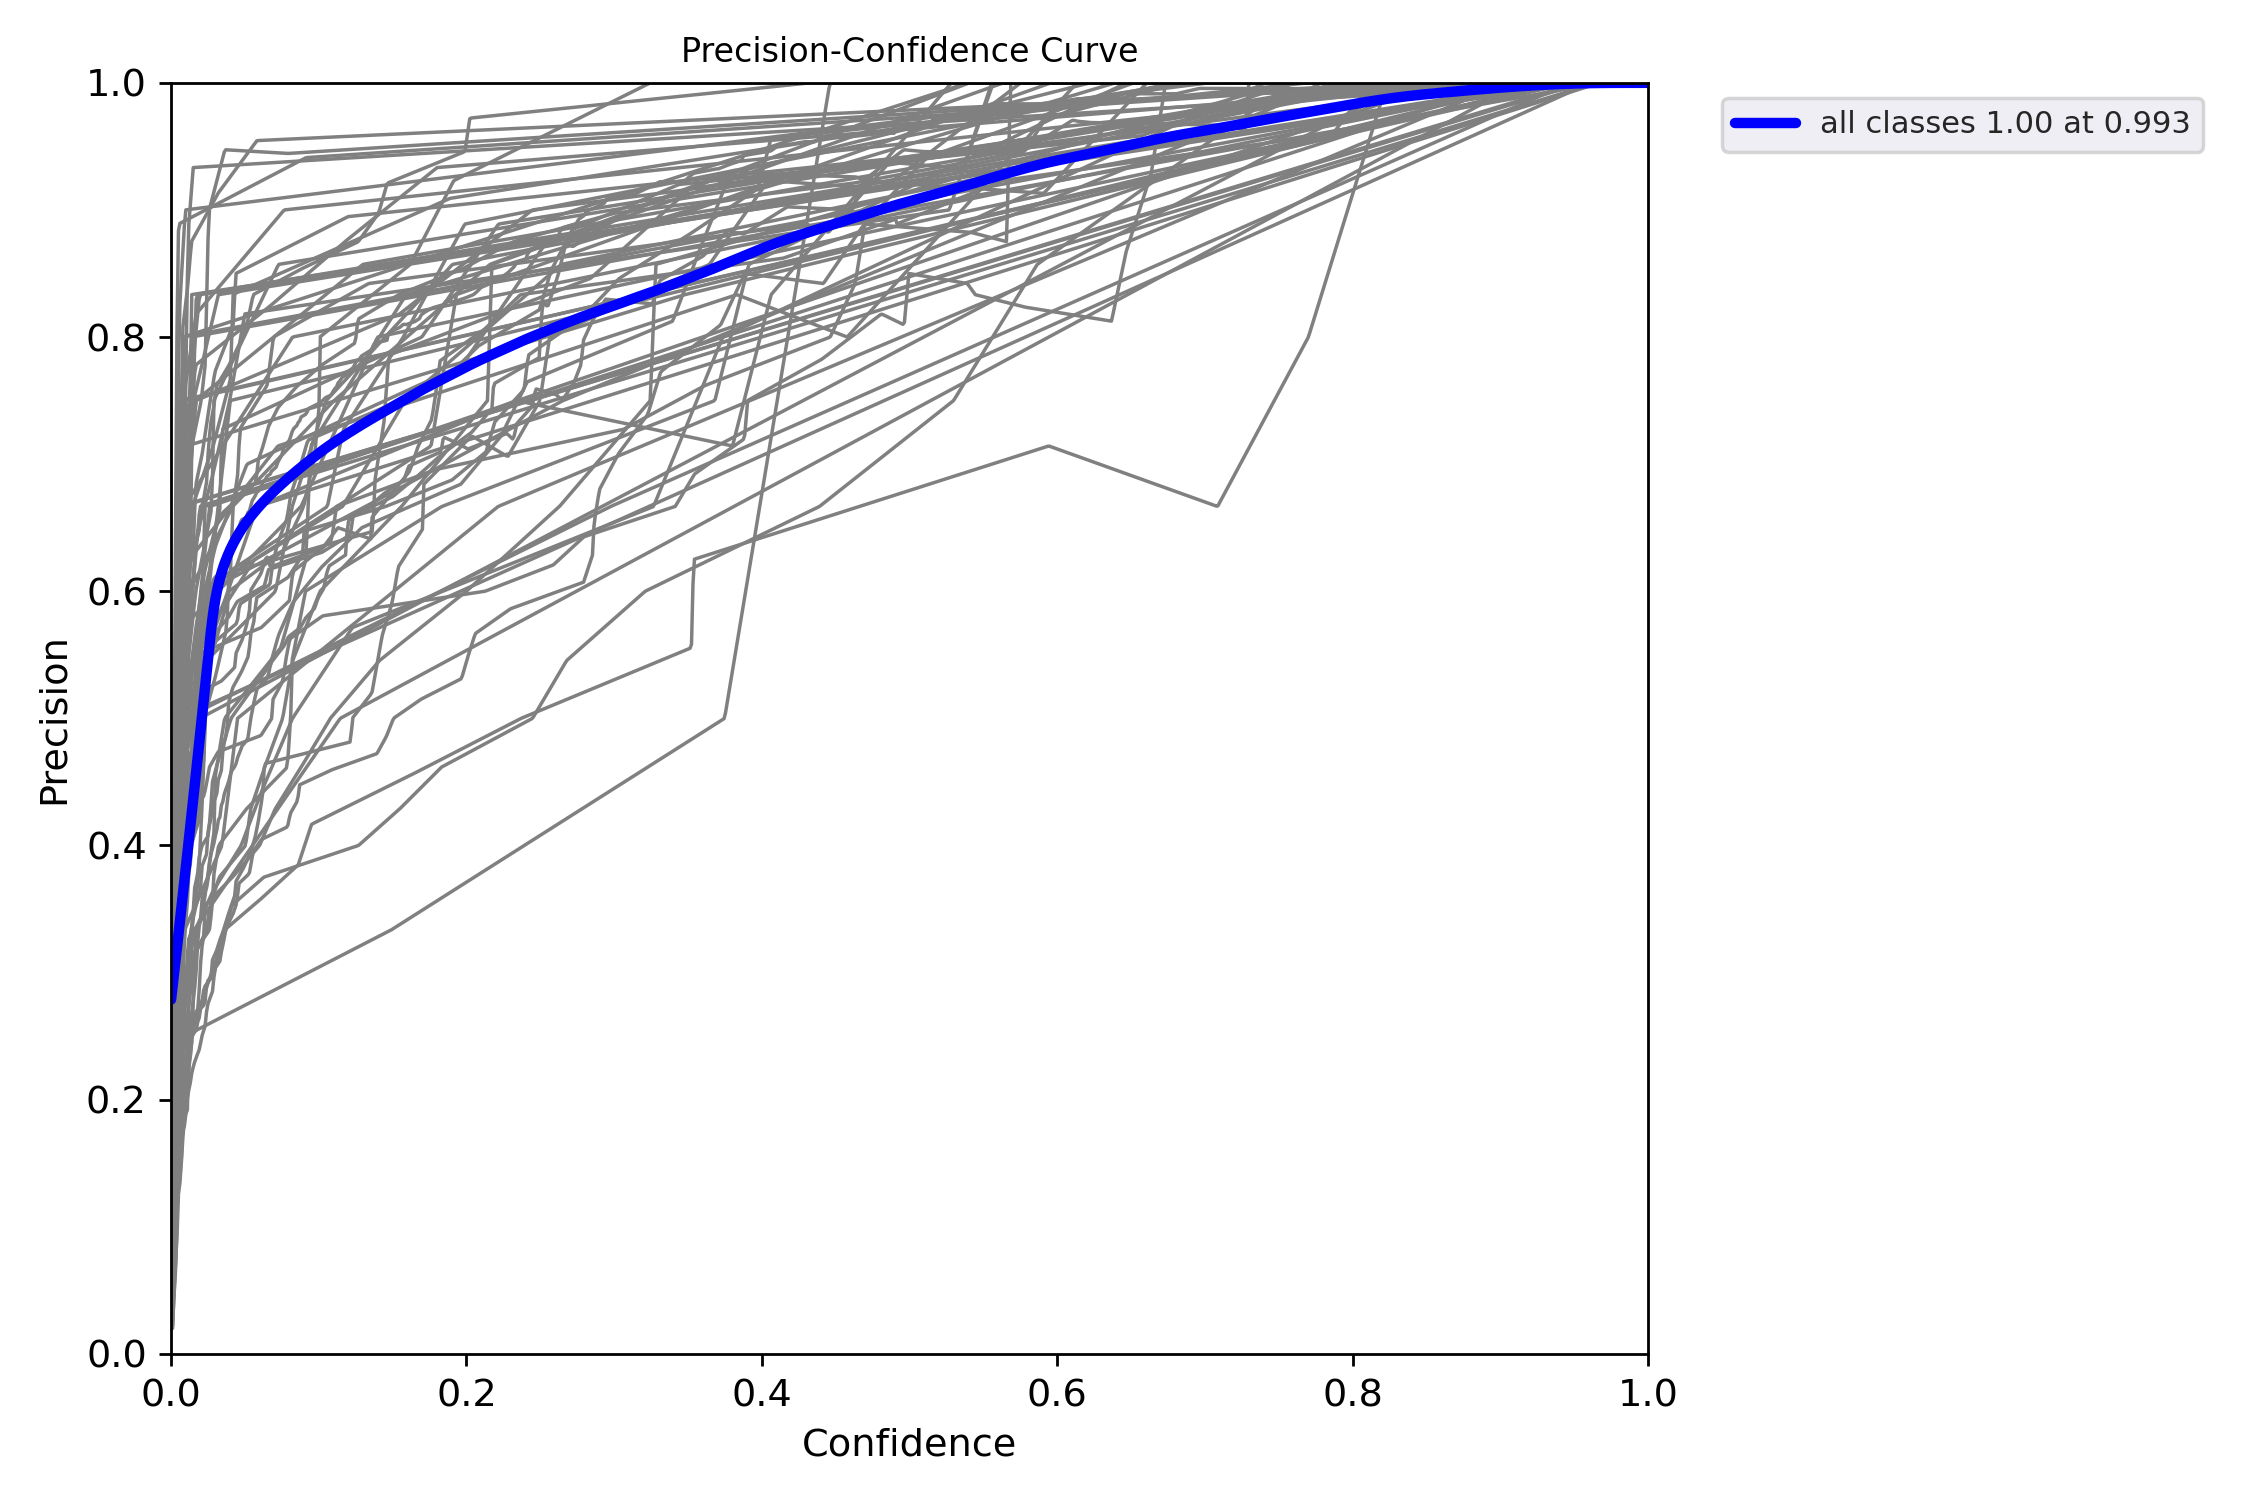 Precision-Confidence Curve
1.0
all classes 1.00 at 0.993
0.8
0.6
Precision
0.4
0.2
0.0
0.0 0.2 0.4 0.6 0.8 1.0
Confidence